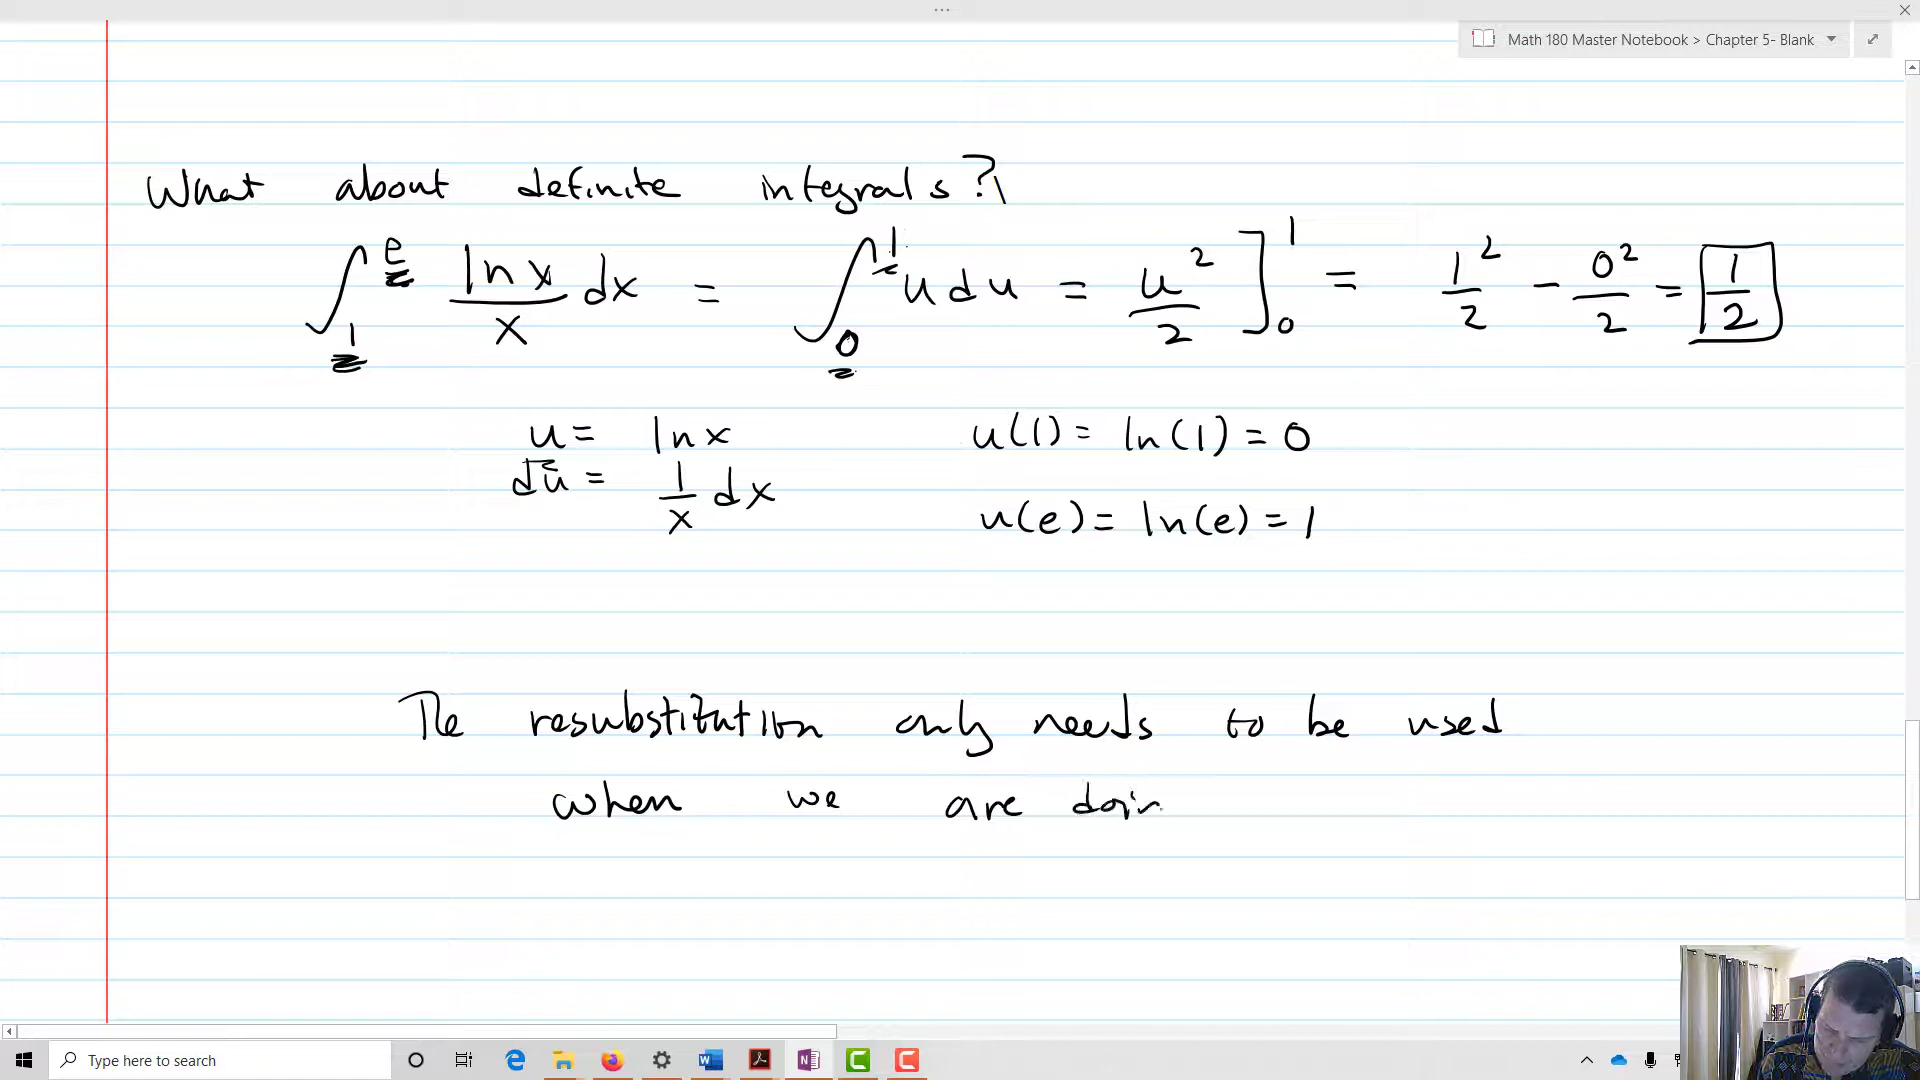 Math 180 Master Notebook > Chapter 5- Blank
What about definite integrals?
∫₁ᵉ ln x / x dx = ∫₀¹ u du = u²/2 ]₀¹ = 1²/2 - 0²/2 = 1/2
u = ln x
u(1) = ln(1) = 0
du = 1/x dx
u(e) = ln(e) = 1
The resubstitution only needs to be used
when we are doin
Type here to search